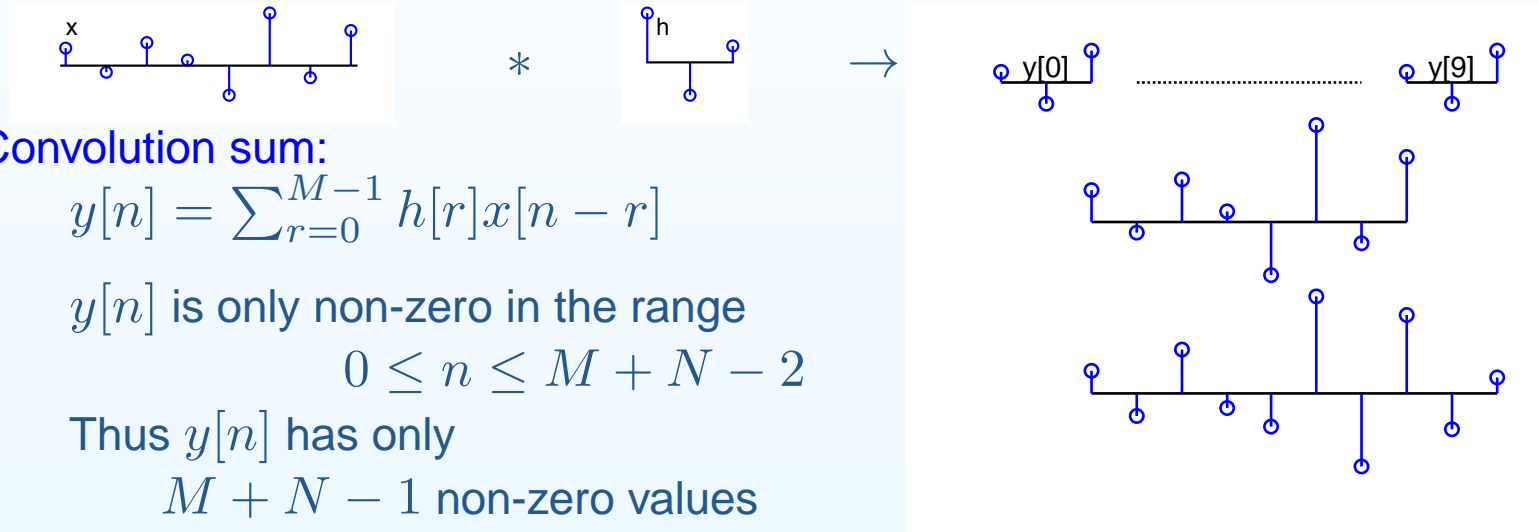 x
h
∗
→
y[0]
y[9]
Convolution sum:
y[n] = ∑_{r=0}^{M−1} h[r]x[n − r]
y[n] is only non-zero in the range
0 ≤ n ≤ M + N − 2
Thus y[n] has only
M + N − 1 non-zero values